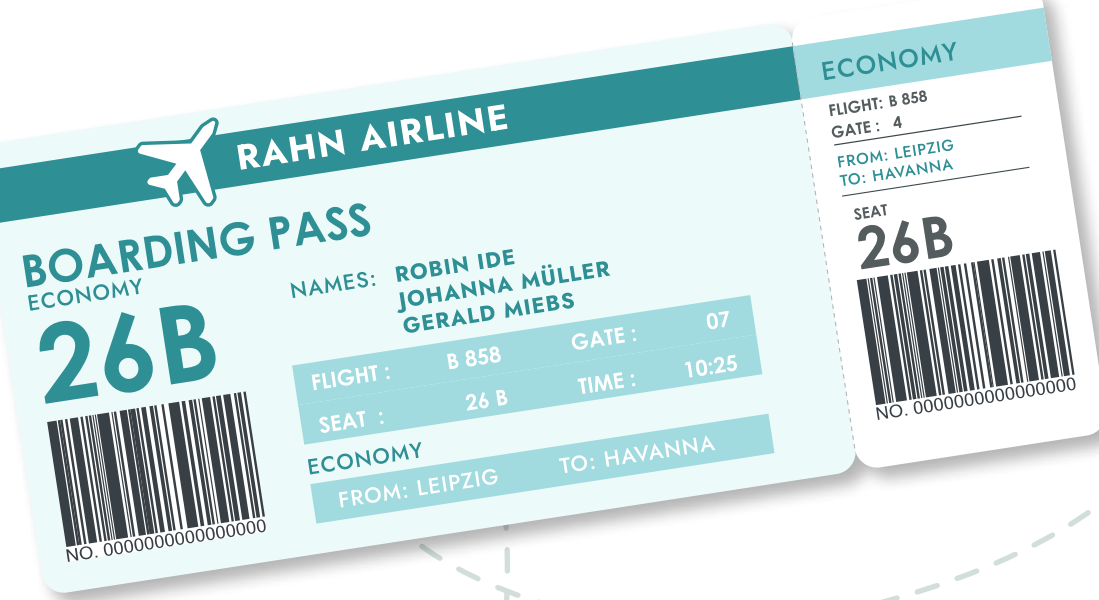 RAHN AIRLINE
BOARDING PASS
ECONOMY
26B
NO. 0000000000000000
NAMES: ROBIN IDE
JOHANNA MÜLLER
GERALD MIEBS
FLIGHT : B 858 GATE : 07
SEAT : 26 B TIME : 10:25
ECONOMY
FROM: LEIPZIG TO: HAVANNA
ECONOMY
FLIGHT: B 858
GATE : 4
FROM: LEIPZIG
TO: HAVANNA
SEAT
26B
NO. 0000000000000000